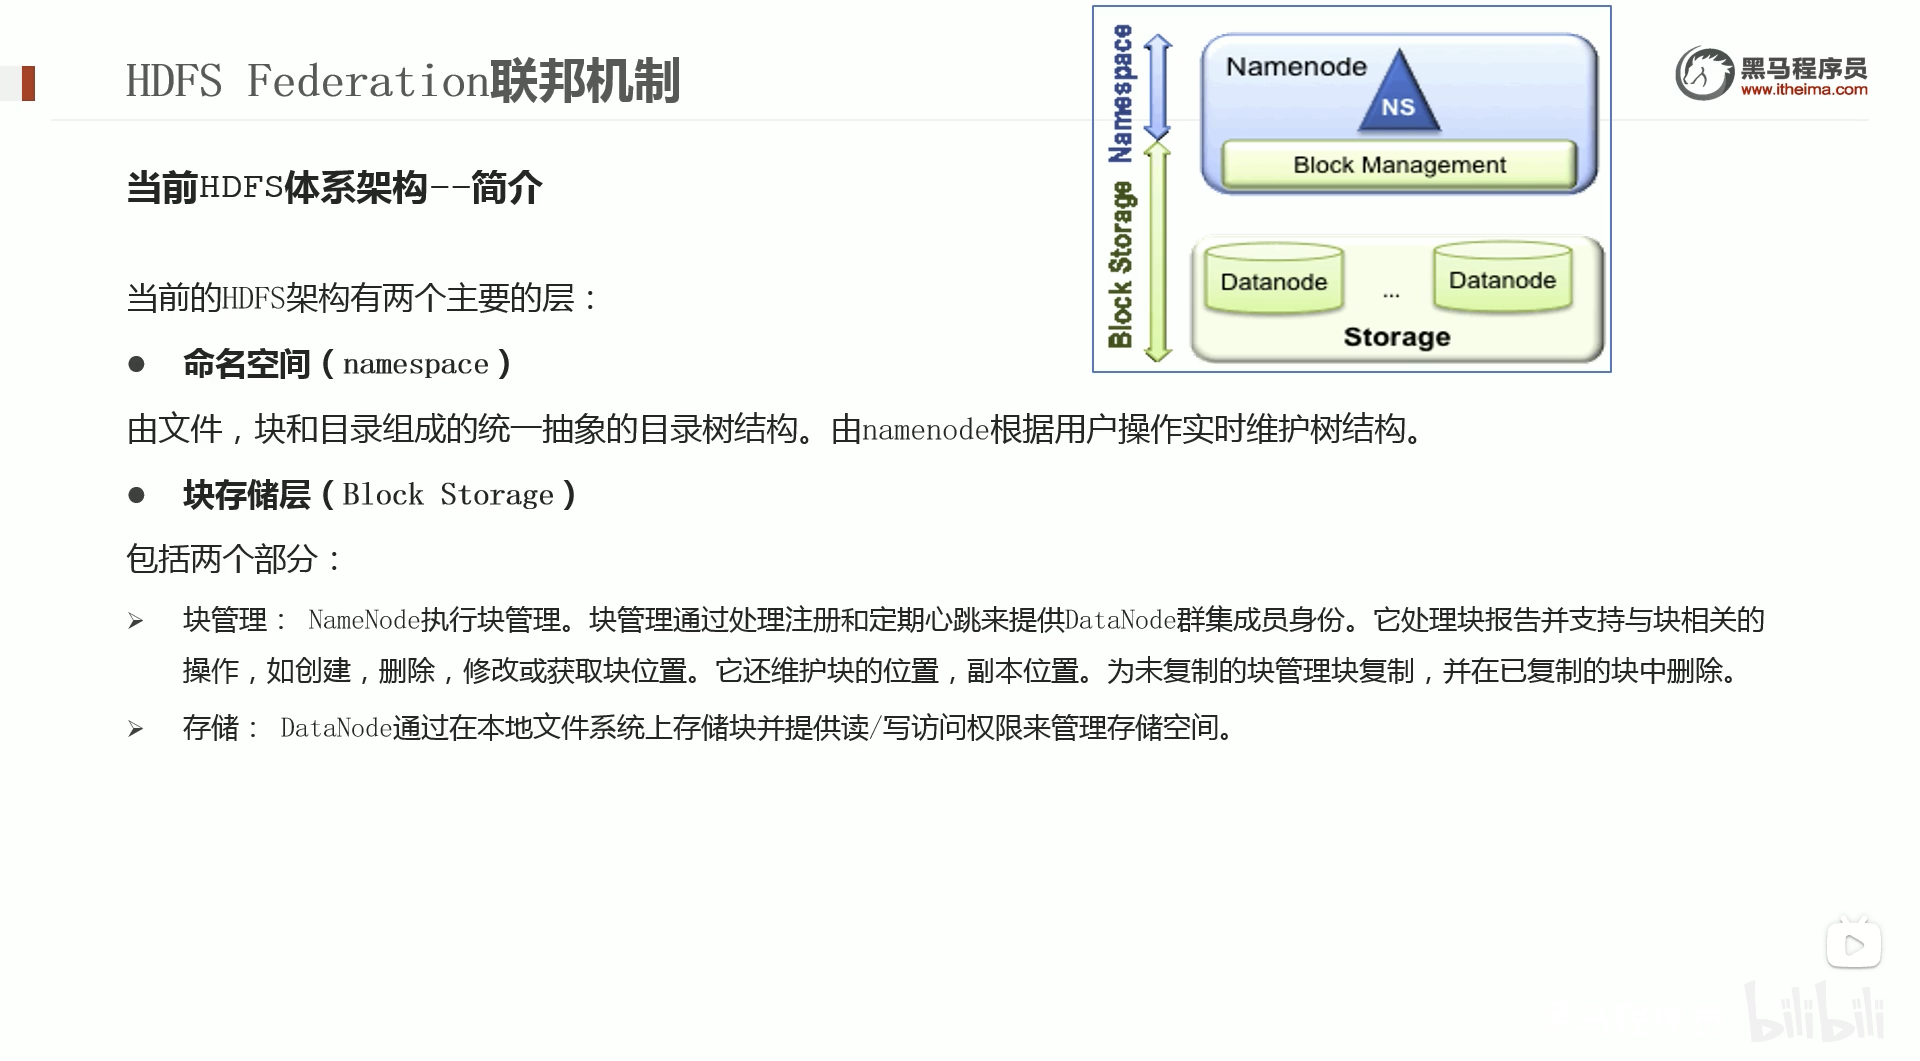 HDFS Federation联邦机制
黑马程序员
www.itheima.com
当前HDFS体系架构--简介
Namespace
Block Storage
Namenode
NS
Block Management
Datanode
...
Datanode
Storage
当前的HDFS架构有两个主要的层：
● 命名空间（namespace）
由文件，块和目录组成的统一抽象的目录树结构。由namenode根据用户操作实时维护树结构。
● 块存储层（Block Storage）
包括两个部分：
➢ 块管理： NameNode执行块管理。块管理通过处理注册和定期心跳来提供DataNode群集成员身份。它处理块报告并支持与块相关的
操作，如创建，删除，修改或获取块位置。它还维护块的位置，副本位置。为未复制的块管理块复制，并在已复制的块中删除。
➢ 存储： DataNode通过在本地文件系统上存储块并提供读/写访问权限来管理存储空间。
bilibili